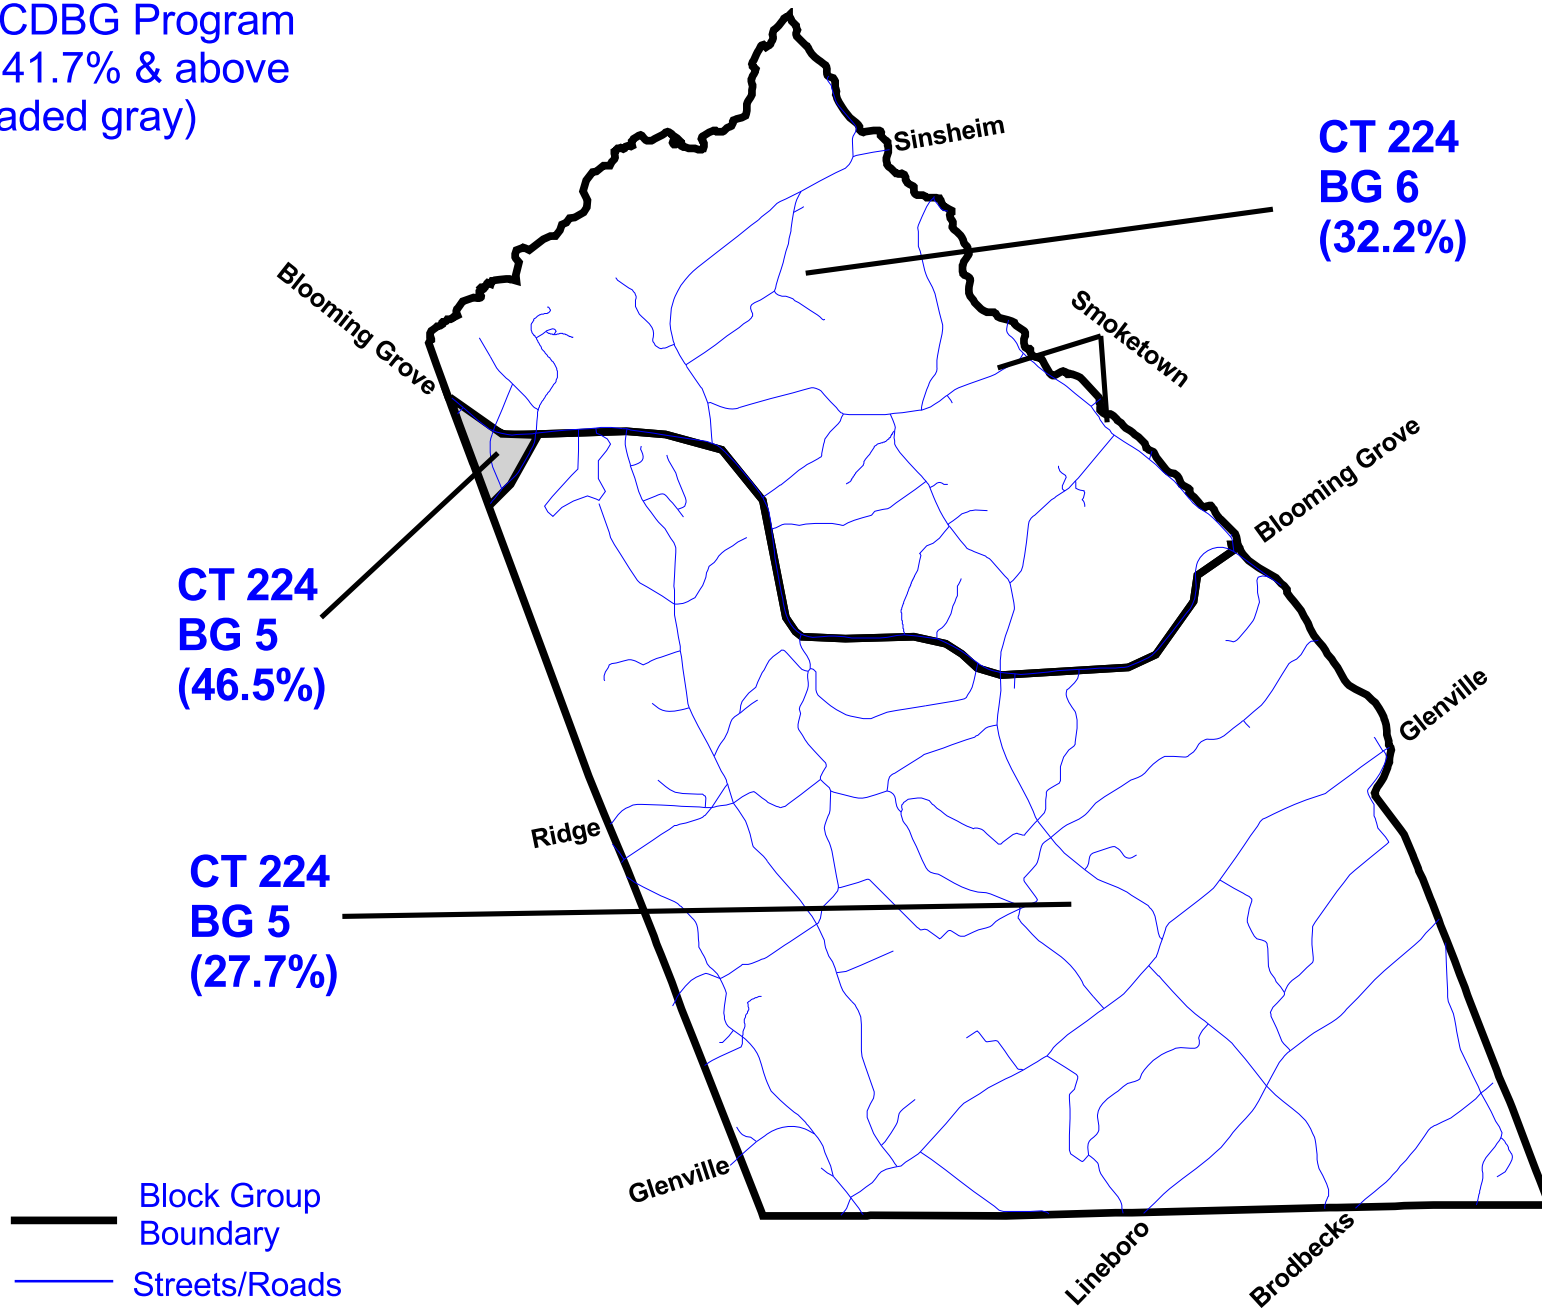 CDBG Program
41.7% & above
aded gray)
Sinsheim
CT 224
BG 6
(32.2%)
Blooming Grove
Smoketown
Blooming Grove
CT 224
BG 5
(46.5%)
Glenville
Ridge
CT 224
BG 5
(27.7%)
Glenville
Block Group
Boundary
Streets/Roads
Lineboro
Brodbecks